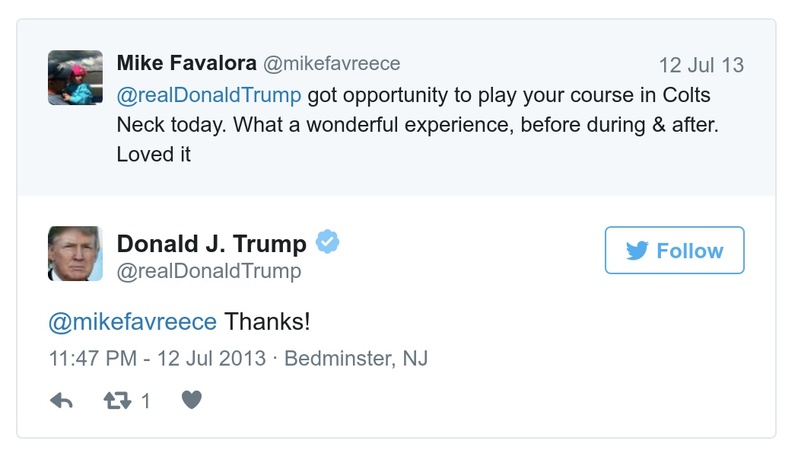 Mike Favalora @mikefavreece 12 Jul 13
@realDonaldTrump got opportunity to play your course in Colts
Neck today. What a wonderful experience, before during & after.
Loved it
Donald J. Trump
@realDonaldTrump
Follow
@mikefavreece Thanks!
11:47 PM - 12 Jul 2013 · Bedminster, NJ
1